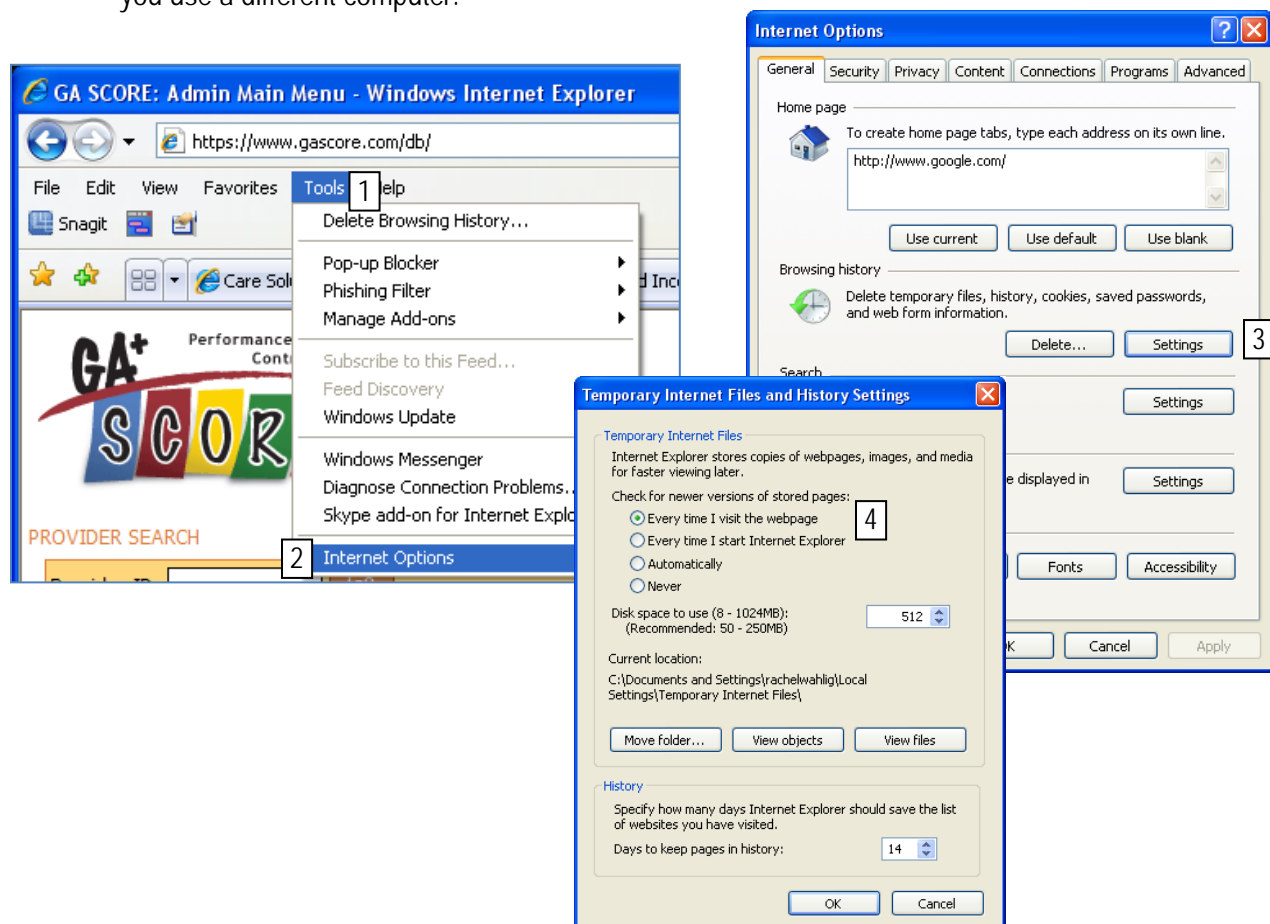 you use a different computer.
GA SCORE: Admin Main Menu - Windows Internet Explorer
https://www.gascore.com/db/
File Edit View Favorites Tools 1 elp
Snagit
Delete Browsing History...
Pop-up Blocker
Phishing Filter
Manage Add-ons
Subscribe to this Feed...
Feed Discovery
Windows Update
Windows Messenger
Diagnose Connection Problems..
Skype add-on for Internet Explo
2 Internet Options
Care Sol
d Inc
GA+
SCOR
Performance
Cont
PROVIDER SEARCH
Internet Options
General Security Privacy Content Connections Programs Advanced
Home page
To create home page tabs, type each address on its own line.
http://www.google.com/
Use current Use default Use blank
Browsing history
Delete temporary files, history, cookies, saved passwords,
and web form information.
Delete... Settings 3
Search
Settings
e displayed in Settings
Fonts Accessibility
K Cancel Apply
Temporary Internet Files and History Settings
Temporary Internet Files
Internet Explorer stores copies of webpages, images, and media
for faster viewing later.
Check for newer versions of stored pages:
Every time I visit the webpage 4
Every time I start Internet Explorer
Automatically
Never
Disk space to use (8 - 1024MB): 512
(Recommended: 50 - 250MB)
Current location:
C:\Documents and Settings\rachelwahlig\Local
Settings\Temporary Internet Files\
Move folder... View objects View files
History
Specify how many days Internet Explorer should save the list
of websites you have visited.
Days to keep pages in history: 14
OK Cancel